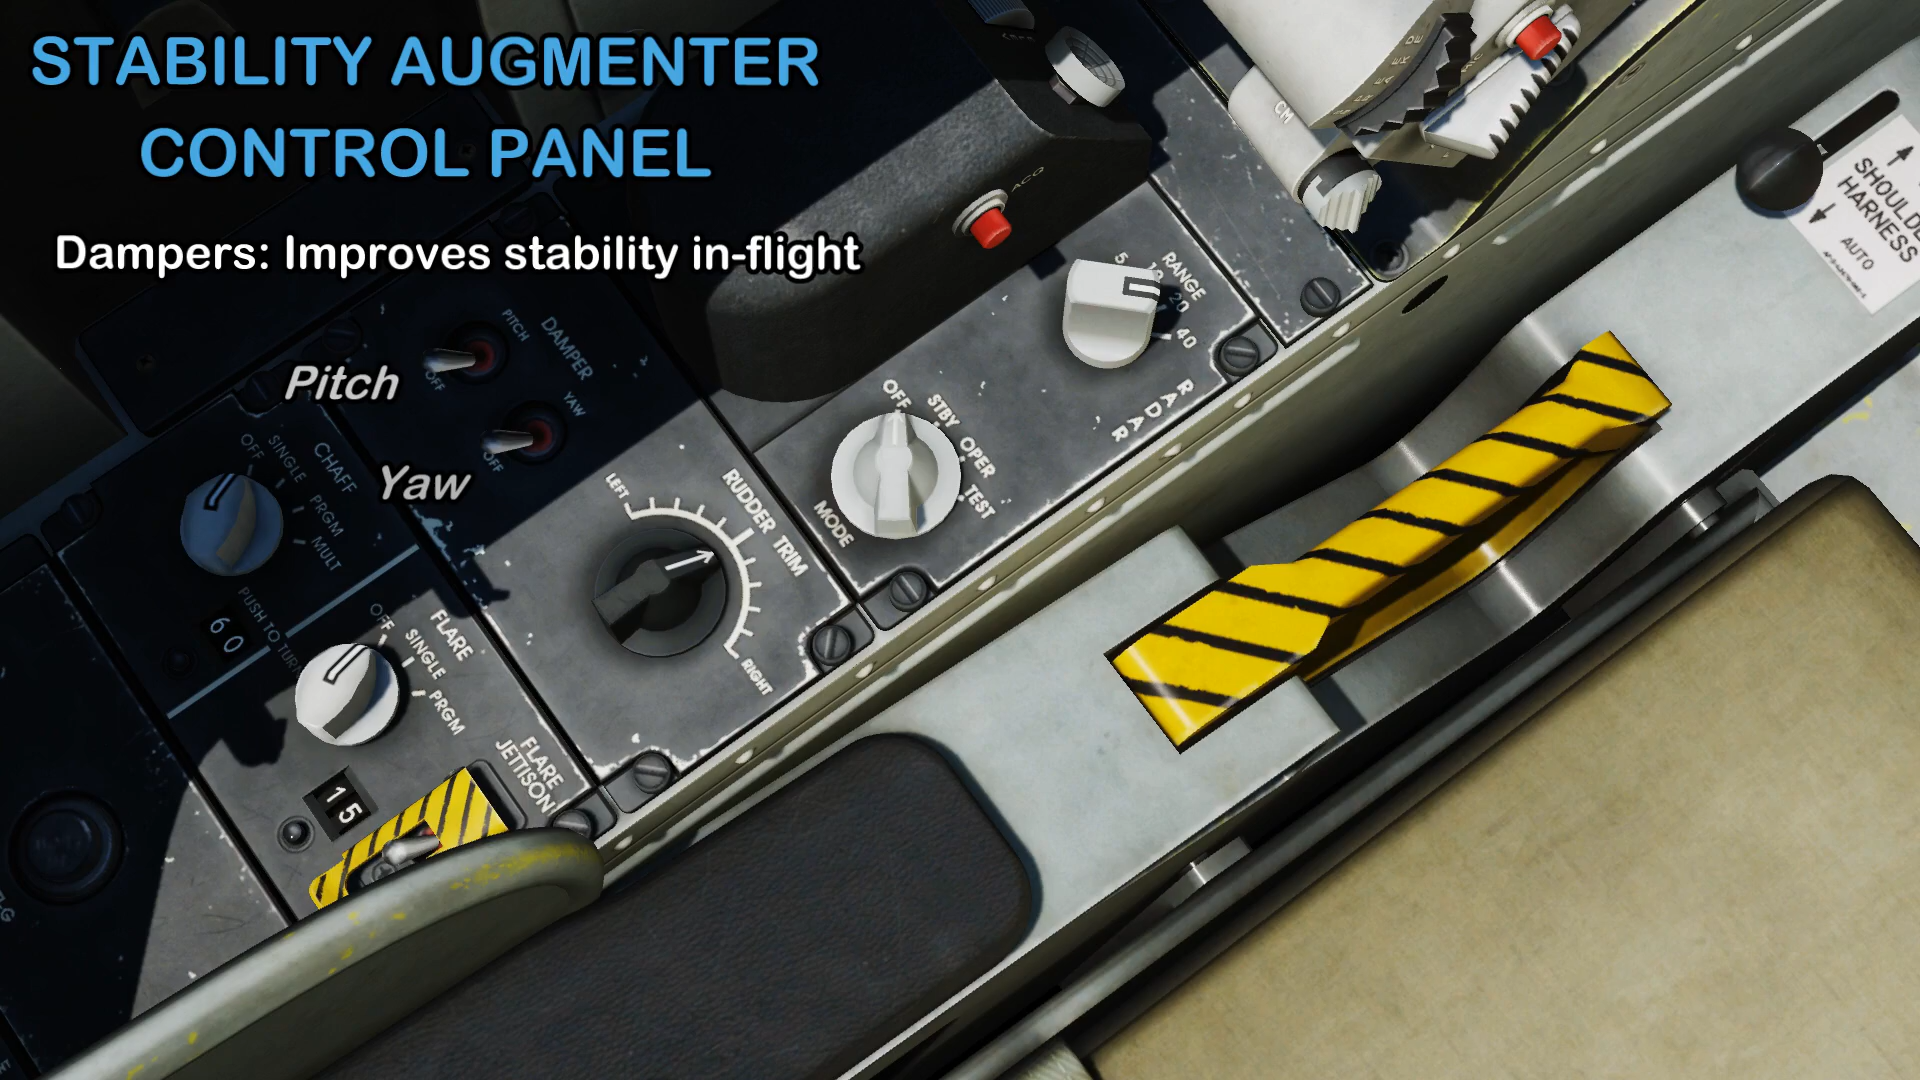 STABILITY AUGMENTER
CONTROL PANEL
Dampers: Improves stability in-flight
Pitch
Yaw
PITCH
DAMPER
OFF
YAW
OFF
CHAFF
OFF
SINGLE
PRGM
MULT
PUSH TO TURN
60
FLARE
OFF
SINGLE
PRGM
15
FLARE
JETTISON
RUDDER TRIM
LEFT
RIGHT
ACQ
RANGE
5
10
20
40
RADAR
OFF
STBY
OPER
TEST
MODE
CM
SHOULDE
HARNESS
AUTO